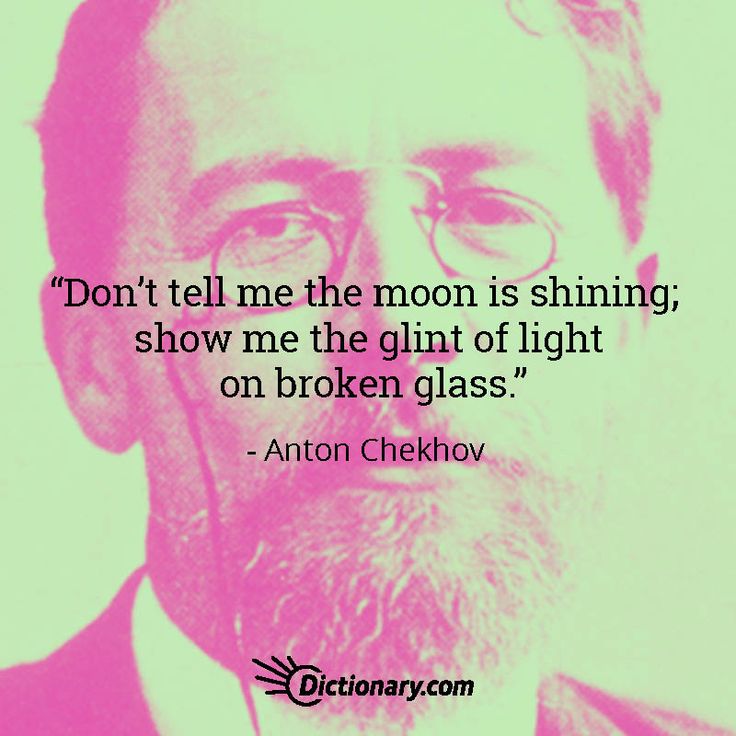 “Don’t tell me the moon is shining;
show me the glint of light
on broken glass.”
- Anton Chekhov
Dictionary.com